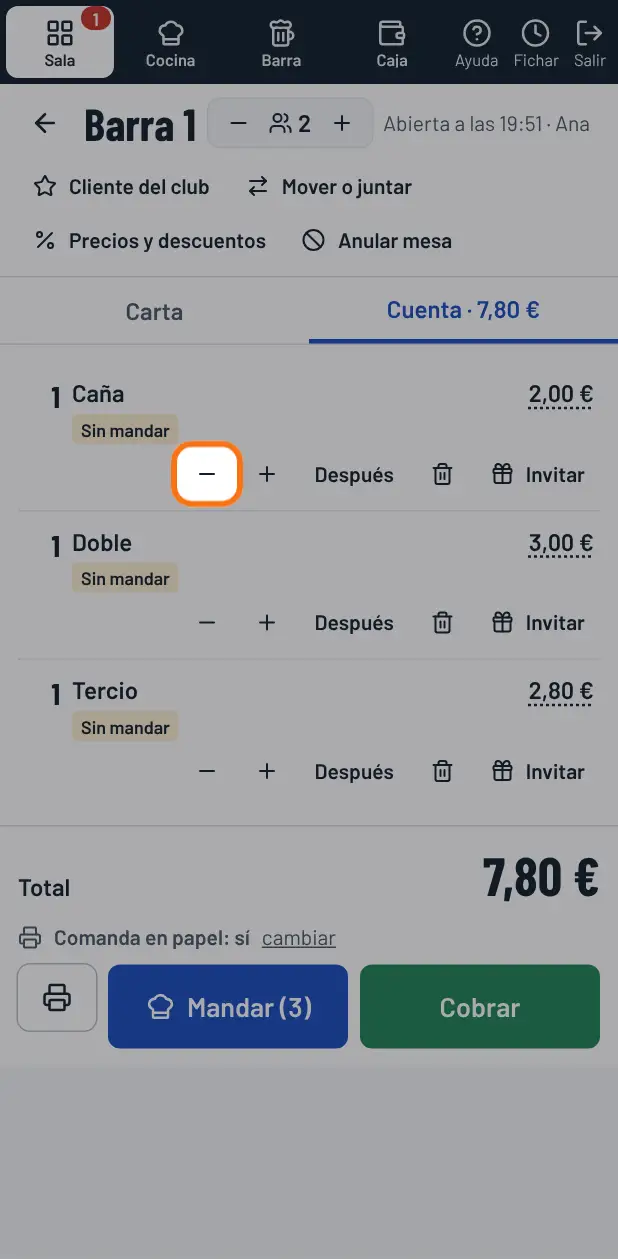 1
Sala
Cocina
Barra
Caja
Ayuda
Fichar
Salir
Barra 1
− 2 +
Abierta a las 19:51 · Ana
Cliente del club
Mover o juntar
Precios y descuentos
Anular mesa
Carta
Cuenta · 7,80 €
1 Caña 2,00 €
Sin mandar
− + Después Invitar
1 Doble 3,00 €
Sin mandar
− + Después Invitar
1 Tercio 2,80 €
Sin mandar
− + Después Invitar
Total 7,80 €
Comanda en papel: sí cambiar
Mandar (3)
Cobrar